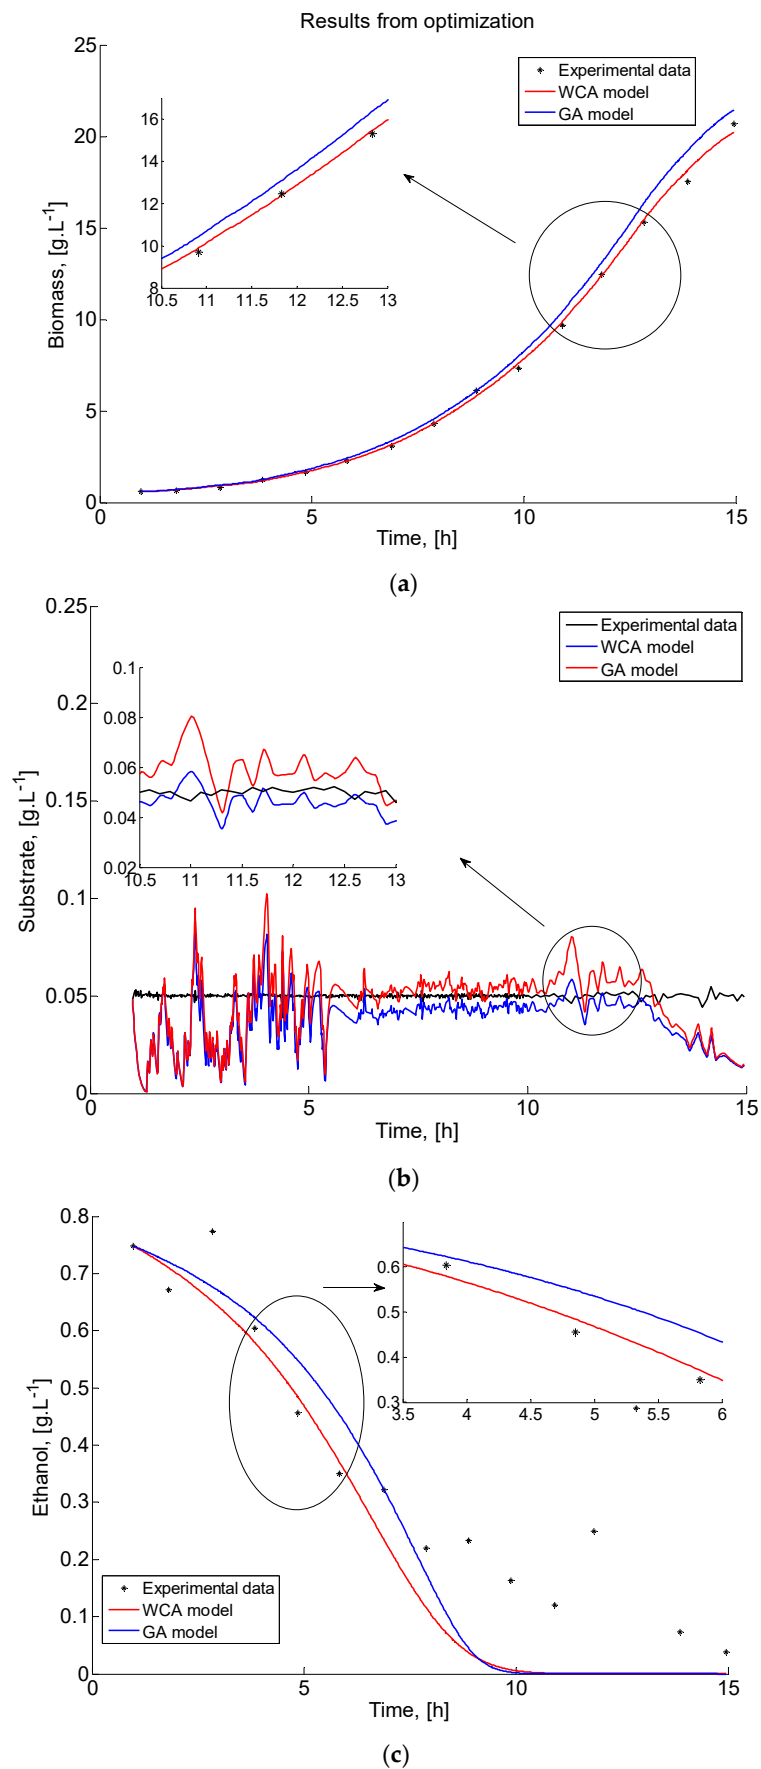 Results from optimization
Experimental data
WCA model
GA model
Biomass, [g.L-1]
25
20
15
10
5
0
16
14
12
10
8
10.5 11 11.5 12 12.5 13
0 5 10 15
Time, [h]
(a)
Experimental data
WCA model
GA model
Substrate, [g.L-1]
0.25
0.2
0.15
0.1
0.05
0
0.1
0.08
0.06
0.04
0.02
10.5 11 11.5 12 12.5 13
0 5 10 15
Time, [h]
(b)
Ethanol, [g.L-1]
0.8
0.7
0.6
0.5
0.4
0.3
0.2
0.1
0
0.6
0.5
0.4
0.3
3.5 4 4.5 5 5.5 6
Experimental data
WCA model
GA model
0 5 10 15
Time, [h]
(c)